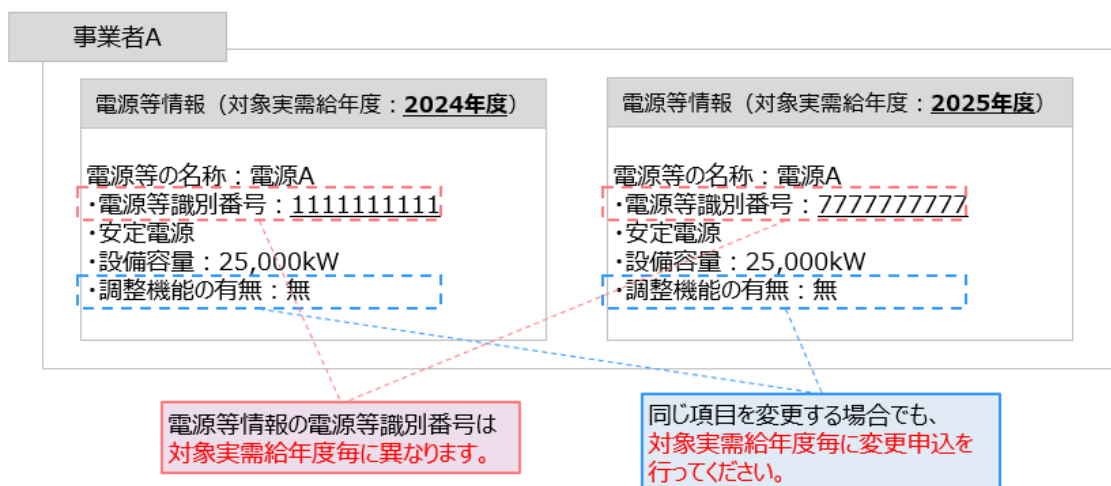 事業者A
電源等情報（対象実需給年度：2024年度）
電源等の名称：電源A
・電源等識別番号：1111111111
・安定電源
・設備容量：25,000kW
・調整機能の有無：無
電源等情報（対象実需給年度：2025年度）
電源等の名称：電源A
・電源等識別番号：7777777777
・安定電源
・設備容量：25,000kW
・調整機能の有無：無
電源等情報の電源等識別番号は
対象実需給年度毎に異なります。
同じ項目を変更する場合でも、
対象実需給年度毎に変更申込を
行ってください。